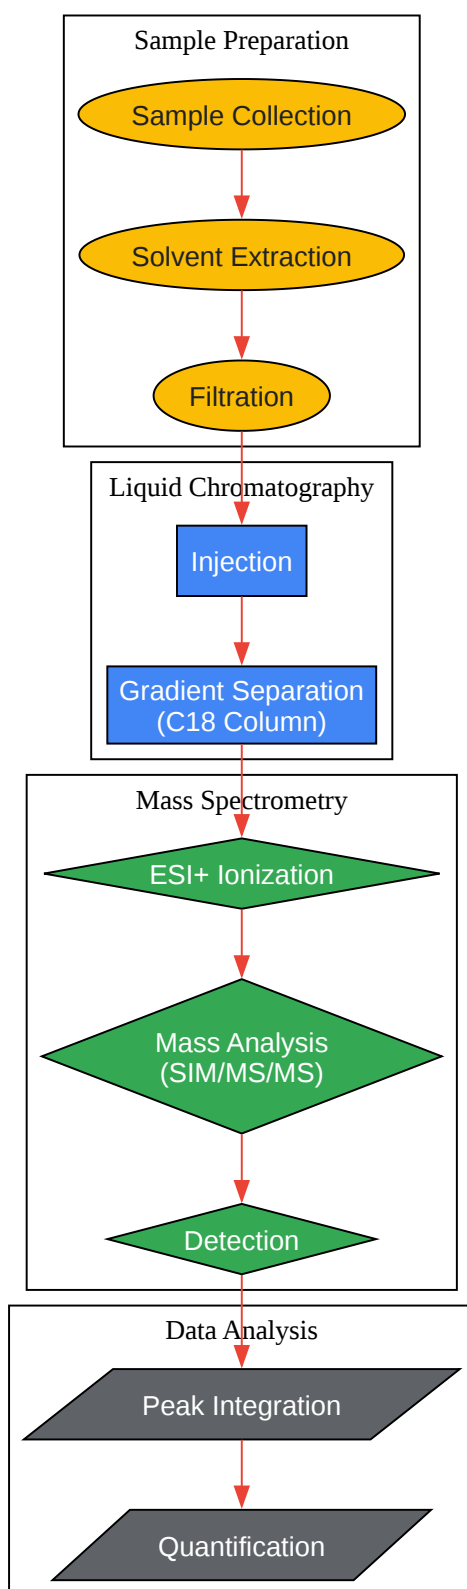 Sample Preparation
Sample Collection
Solvent Extraction
Filtration
Liquid Chromatography
Injection
Gradient Separation
(C18 Column)
Mass Spectrometry
ESI+ Ionization
Mass Analysis
(SIM/MS/MS)
Detection
Data Analysis
Peak Integration
Quantification